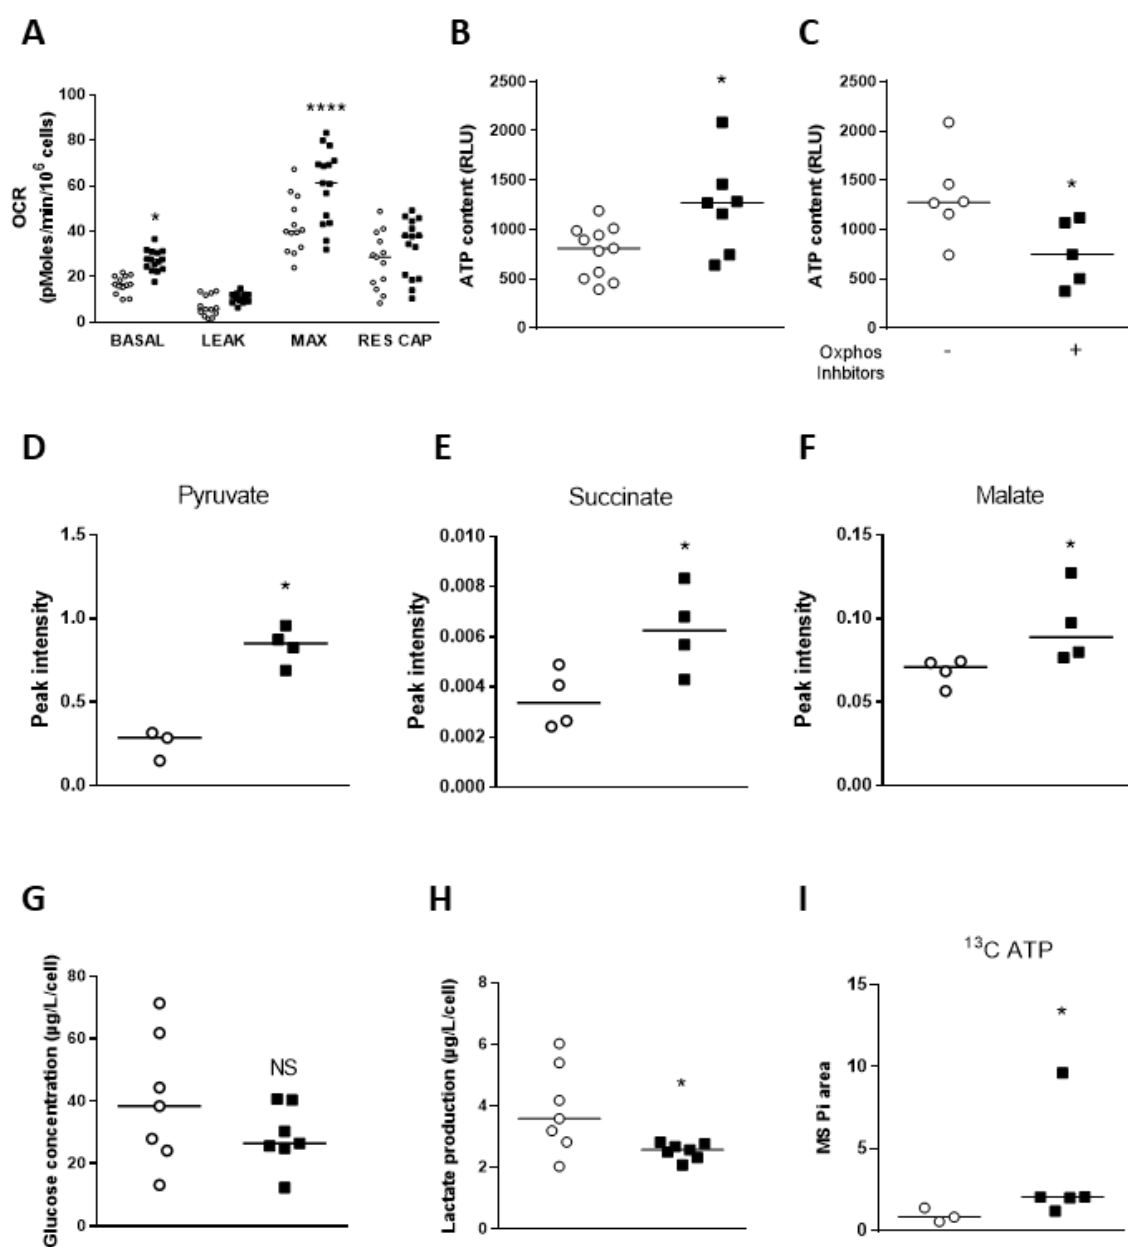 A
B
C
OCR
(pMoles/min/10⁶ cells)
100
80
60
40
20
0
*
****
BASAL LEAK MAX RES CAP
ATP content (RLU)
2500
2000
1500
1000
500
0
*
ATP content (RLU)
2500
2000
1500
1000
500
0
*
Oxphos - +
Inhbitors
D
E
F
Pyruvate
Peak intensity
1.5
1.0
0.5
0.0
*
Succinate
Peak intensity
0.010
0.008
0.006
0.004
0.002
0.000
*
Malate
Peak intensity
0.15
0.10
0.05
0.00
*
G
H
I
Glucose concentration (µg/L/cell)
80
60
40
20
0
NS
Lactate production (µg/L/cell)
8
6
4
2
0
*
¹³C ATP
MS Pi area
15
10
5
0
*